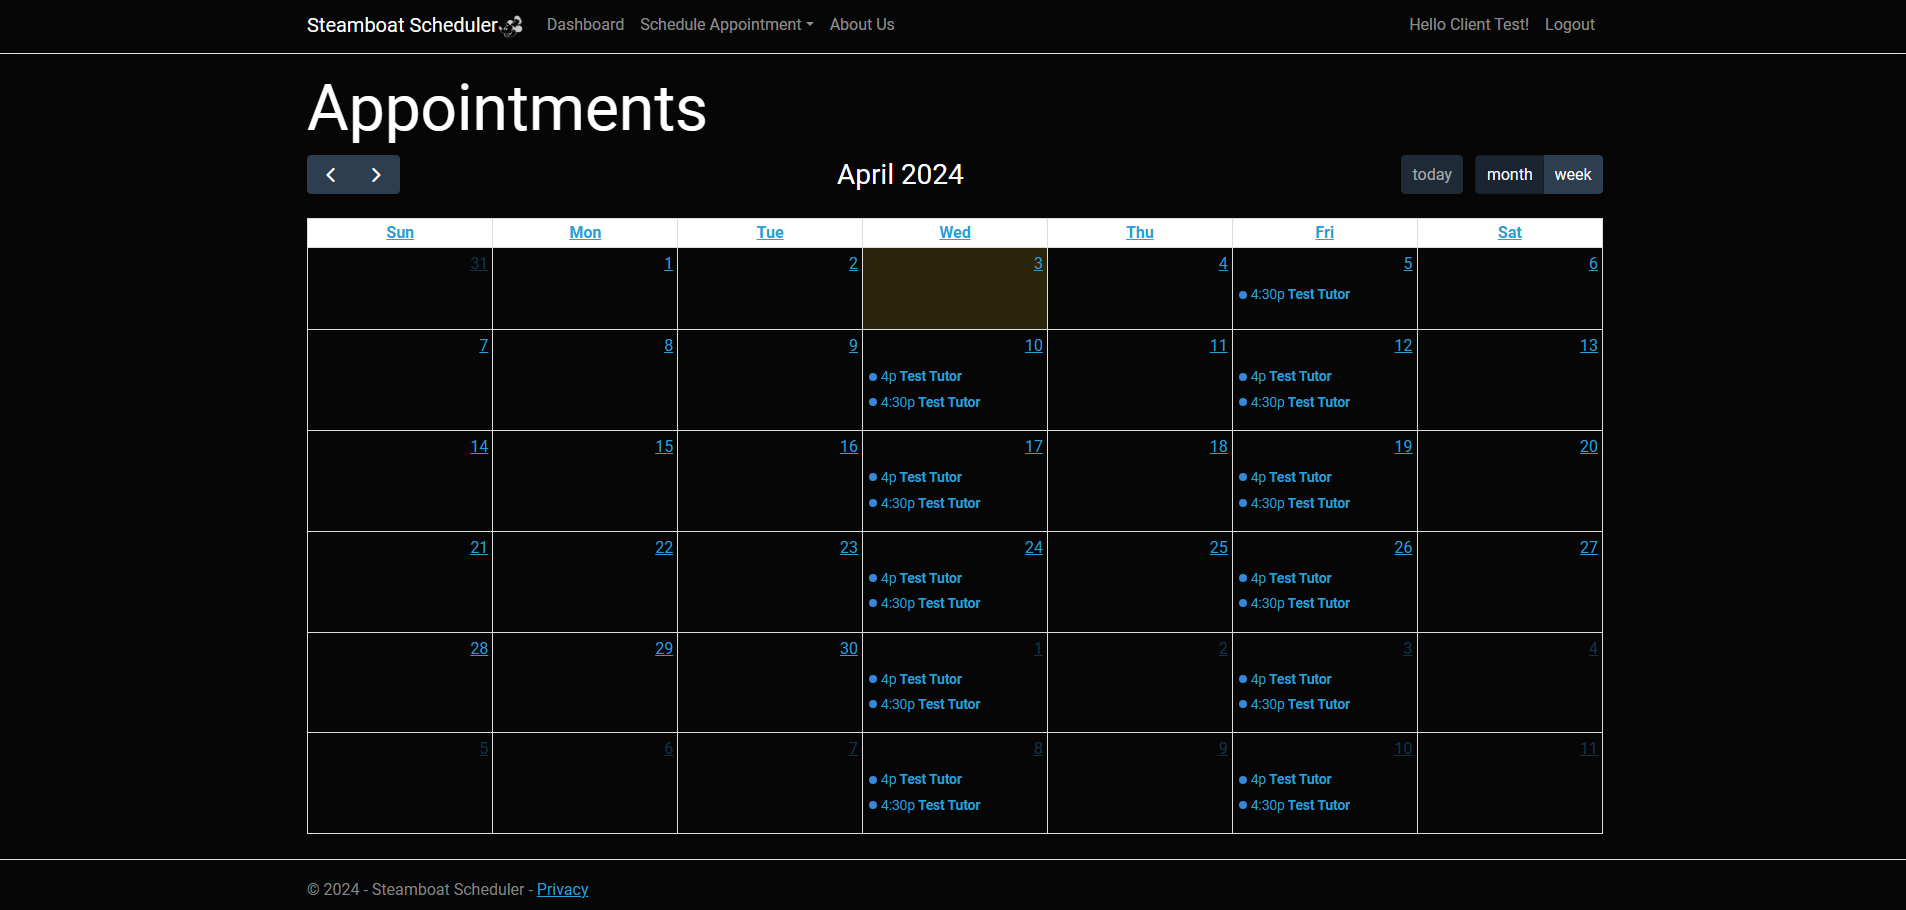 Steamboat Scheduler Dashboard Schedule Appointment About Us Hello Client Test! Logout
Appointments
April 2024 today month week
Sun Mon Tue Wed Thu Fri Sat
31 1 2 3 4 5 6
4:30p Test Tutor
7 8 9 10 11 12 13
4p Test Tutor 4p Test Tutor
4:30p Test Tutor 4:30p Test Tutor
14 15 16 17 18 19 20
4p Test Tutor 4p Test Tutor
4:30p Test Tutor 4:30p Test Tutor
21 22 23 24 25 26 27
4p Test Tutor 4p Test Tutor
4:30p Test Tutor 4:30p Test Tutor
28 29 30 1 2 3 4
4p Test Tutor 4p Test Tutor
4:30p Test Tutor 4:30p Test Tutor
5 6 7 8 9 10 11
4p Test Tutor 4p Test Tutor
4:30p Test Tutor 4:30p Test Tutor
© 2024 - Steamboat Scheduler - Privacy